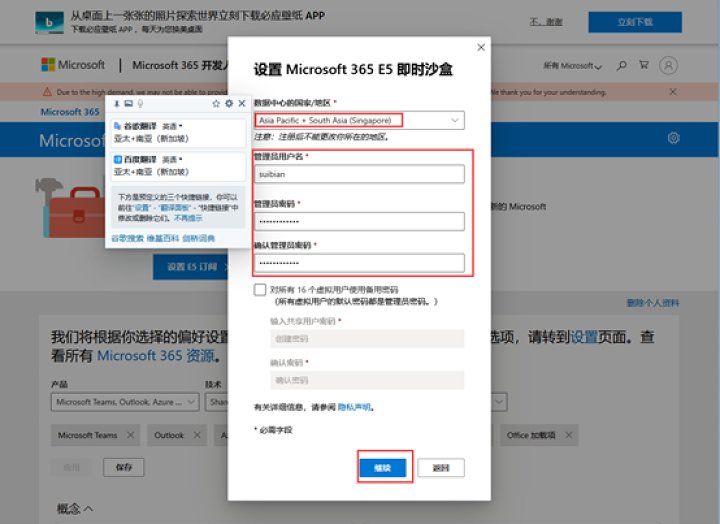 从桌面上一张张的照片探索世界立刻下载必应壁纸 APP
下载必应壁纸 APP，每天为您换美桌面
不，谢谢
立刻下载
Microsoft
Microsoft 365 开发人
所有 Microsoft
Due to the high demand, we may not be able to provi
We thank you for your understanding.
Microsoft 365
Microso
设置 Microsoft 365 E5 即时沙盒
数据中心的国家/地区 *
Asia Pacific + South Asia (Singapore)
注意：注册后不能更改你所在的地区。
管理员用户名 *
suibian
管理员密码 *
••••••••••••
确认管理员密码 *
••••••••••••
对所有 16 个虚拟用户使用备用密码
（所有虚拟用户的默认密码都是管理员密码。）
输入共享用户密码 *
创建密码
确认密码 *
确认密码
有关详细信息，请参阅 隐私声明。
* 必需字段
继续
返回
谷歌翻译 英语
亚太+南亚（新加坡）
百度翻译 英语
亚太+南亚（新加坡）
下方是预定义的三个快捷链接，你可以
前往"设置"-"翻译面板"-"快捷链接"中
修改或删除它们。不再提示
谷歌搜索 维基百科 剑桥词典
的 Microsoft
设置 E5 订阅
删除个人资料
我们将根据你选择的偏好设置
选项，请转到设置页面。查
看所有 Microsoft 365 资源。
产品
技术
Microsoft Teams, Outlook, Azure ...
Shar
Microsoft Teams
Outlook
A
Office 加载项
应用
保存
概念